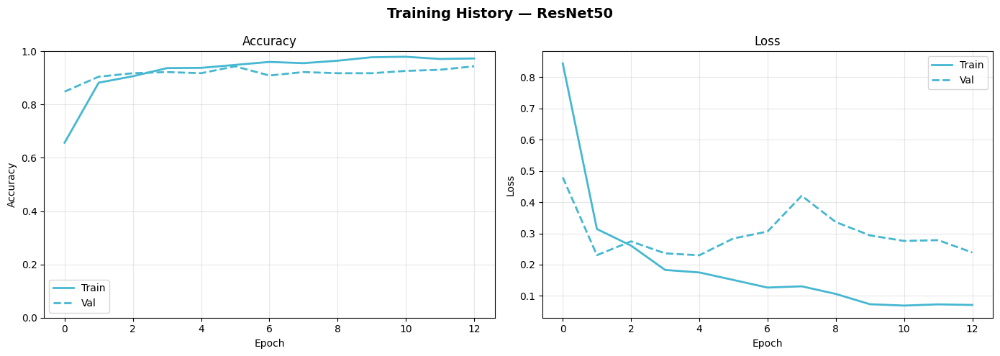 Training History — ResNet50
Accuracy
Accuracy
1.0
0.8
0.6
0.4
0.2
0.0
Train
Val
0 2 4 6 8 10 12
Epoch
Loss
Loss
0.8
0.7
0.6
0.5
0.4
0.3
0.2
0.1
Train
Val
0 2 4 6 8 10 12
Epoch